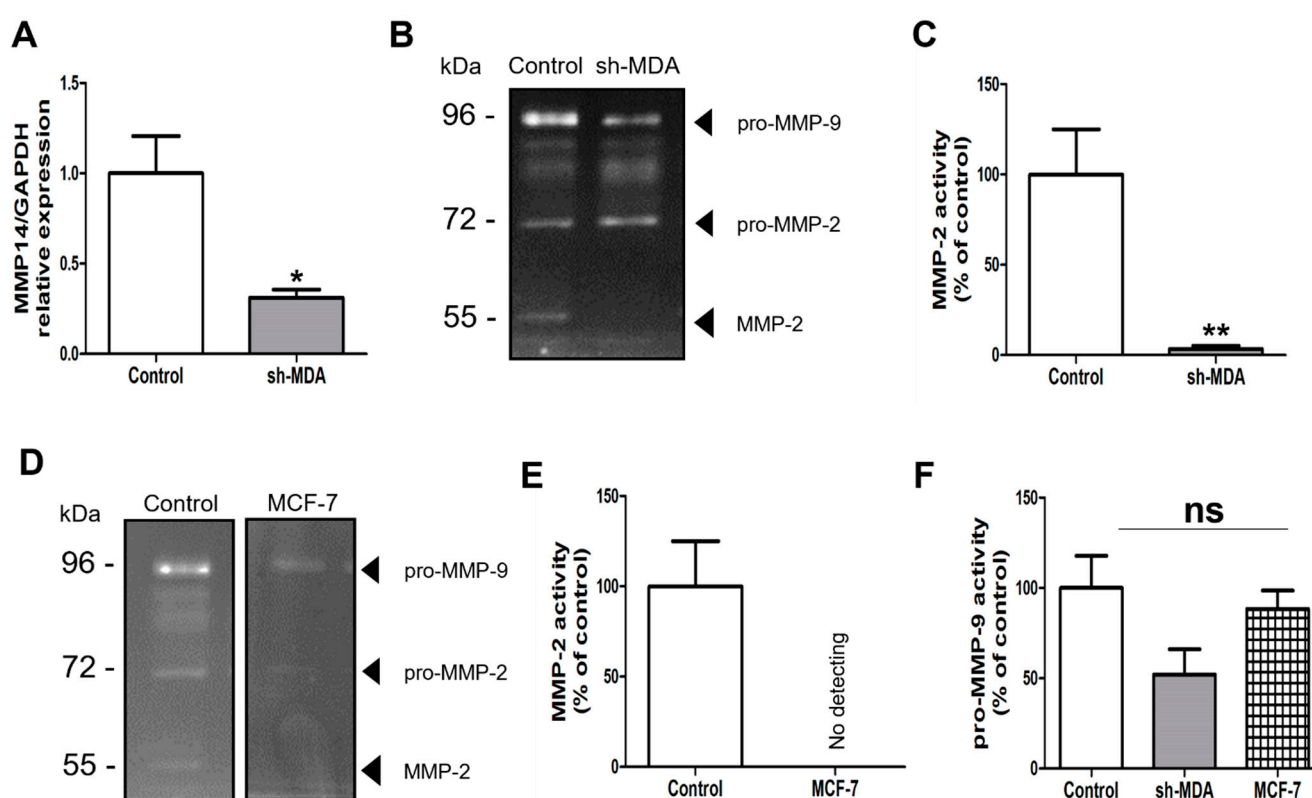 A
MMP14/GAPDH
relative expression
1.5
1.0
0.5
0.0
*
Control
sh-MDA
B
kDa
Control
sh-MDA
96 -
72 -
55 -
pro-MMP-9
pro-MMP-2
MMP-2
C
MMP-2 activity
(% of control)
150
100
50
0
**
Control
sh-MDA
D
kDa
Control
MCF-7
96 -
72 -
55 -
pro-MMP-9
pro-MMP-2
MMP-2
E
MMP-2 activity
(% of control)
150
100
50
0
No detecting
Control
MCF-7
F
pro-MMP-9 activity
(% of control)
150
100
50
0
ns
Control
sh-MDA
MCF-7